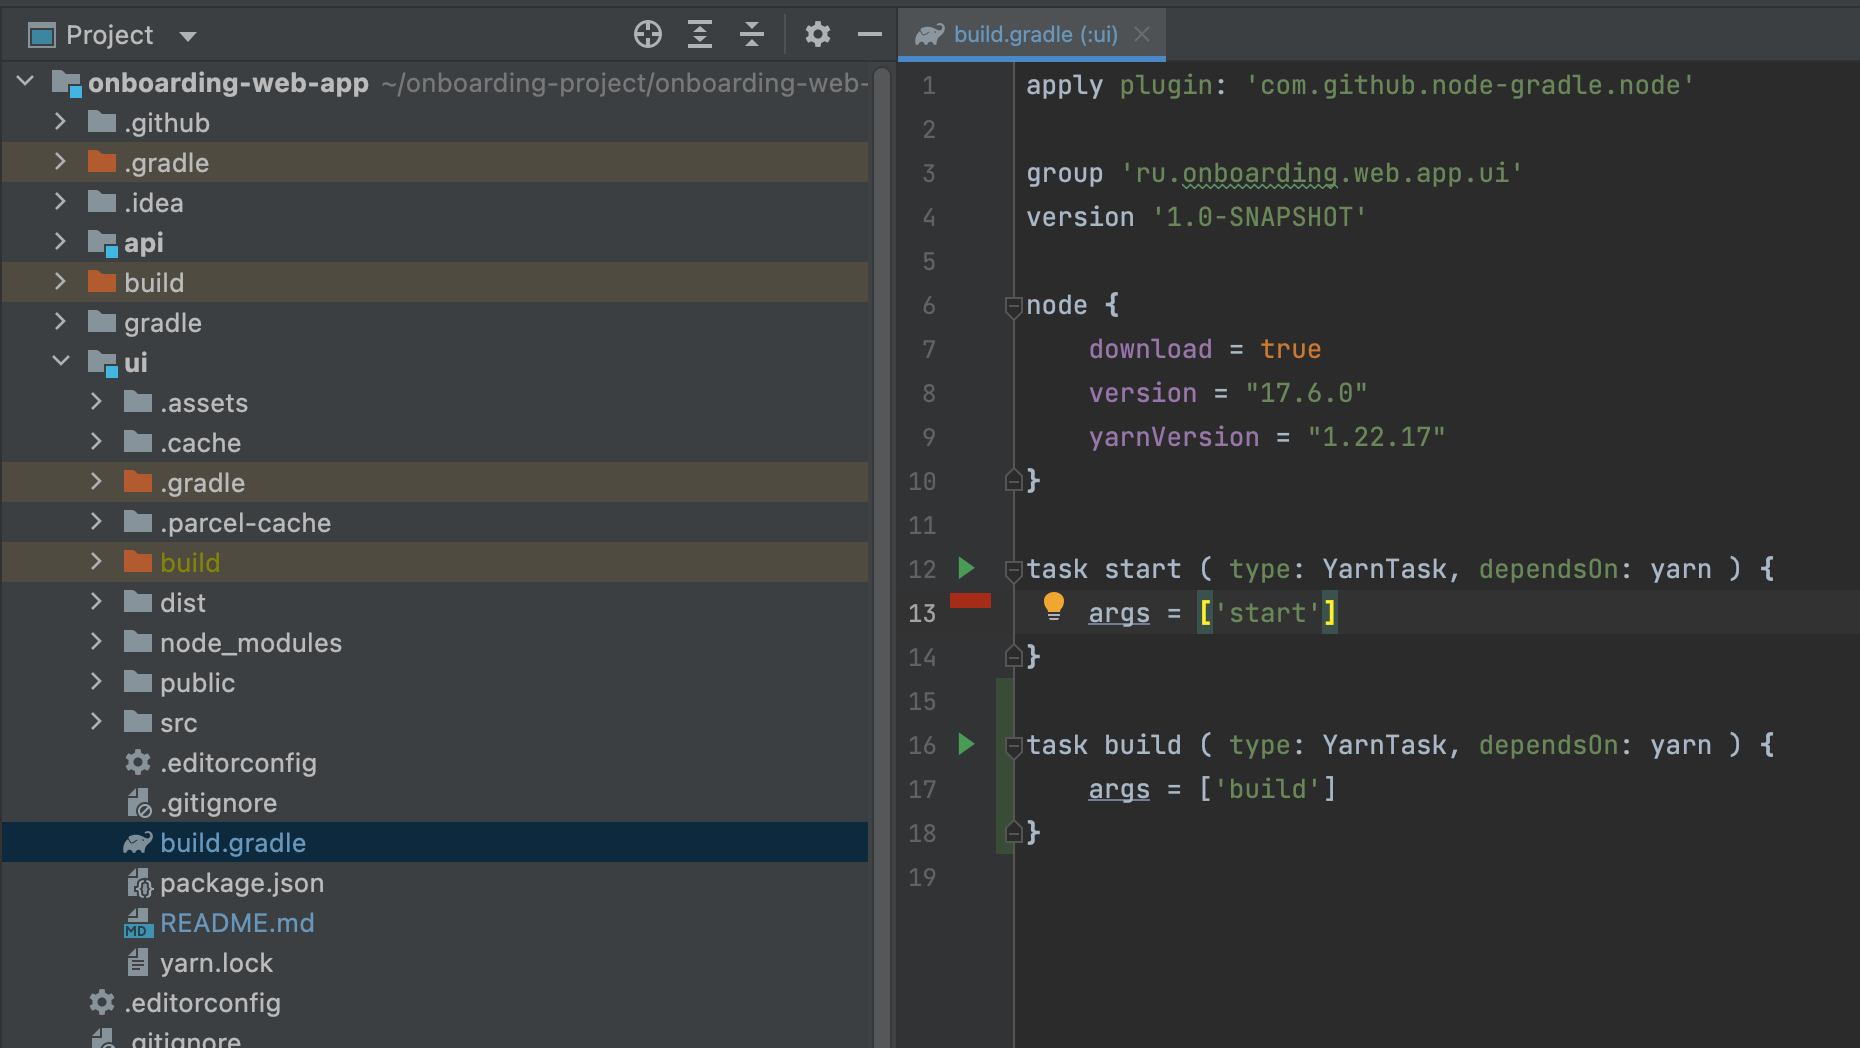 Project
build.gradle (:ui)
onboarding-web-app ~/onboarding-project/onboarding-web-
.github
.gradle
.idea
api
build
gradle
ui
.assets
.cache
.gradle
.parcel-cache
build
dist
node_modules
public
src
.editorconfig
.gitignore
build.gradle
package.json
MD README.md
yarn.lock
.editorconfig
.gitignore
1 apply plugin: 'com.github.node-gradle.node'
2
3 group 'ru.onboarding.web.app.ui'
4 version '1.0-SNAPSHOT'
5
6 node {
7 download = true
8 version = "17.6.0"
9 yarnVersion = "1.22.17"
10 }
11
12 task start ( type: YarnTask, dependsOn: yarn ) {
13 args = ['start']
14 }
15
16 task build ( type: YarnTask, dependsOn: yarn ) {
17 args = ['build']
18 }
19